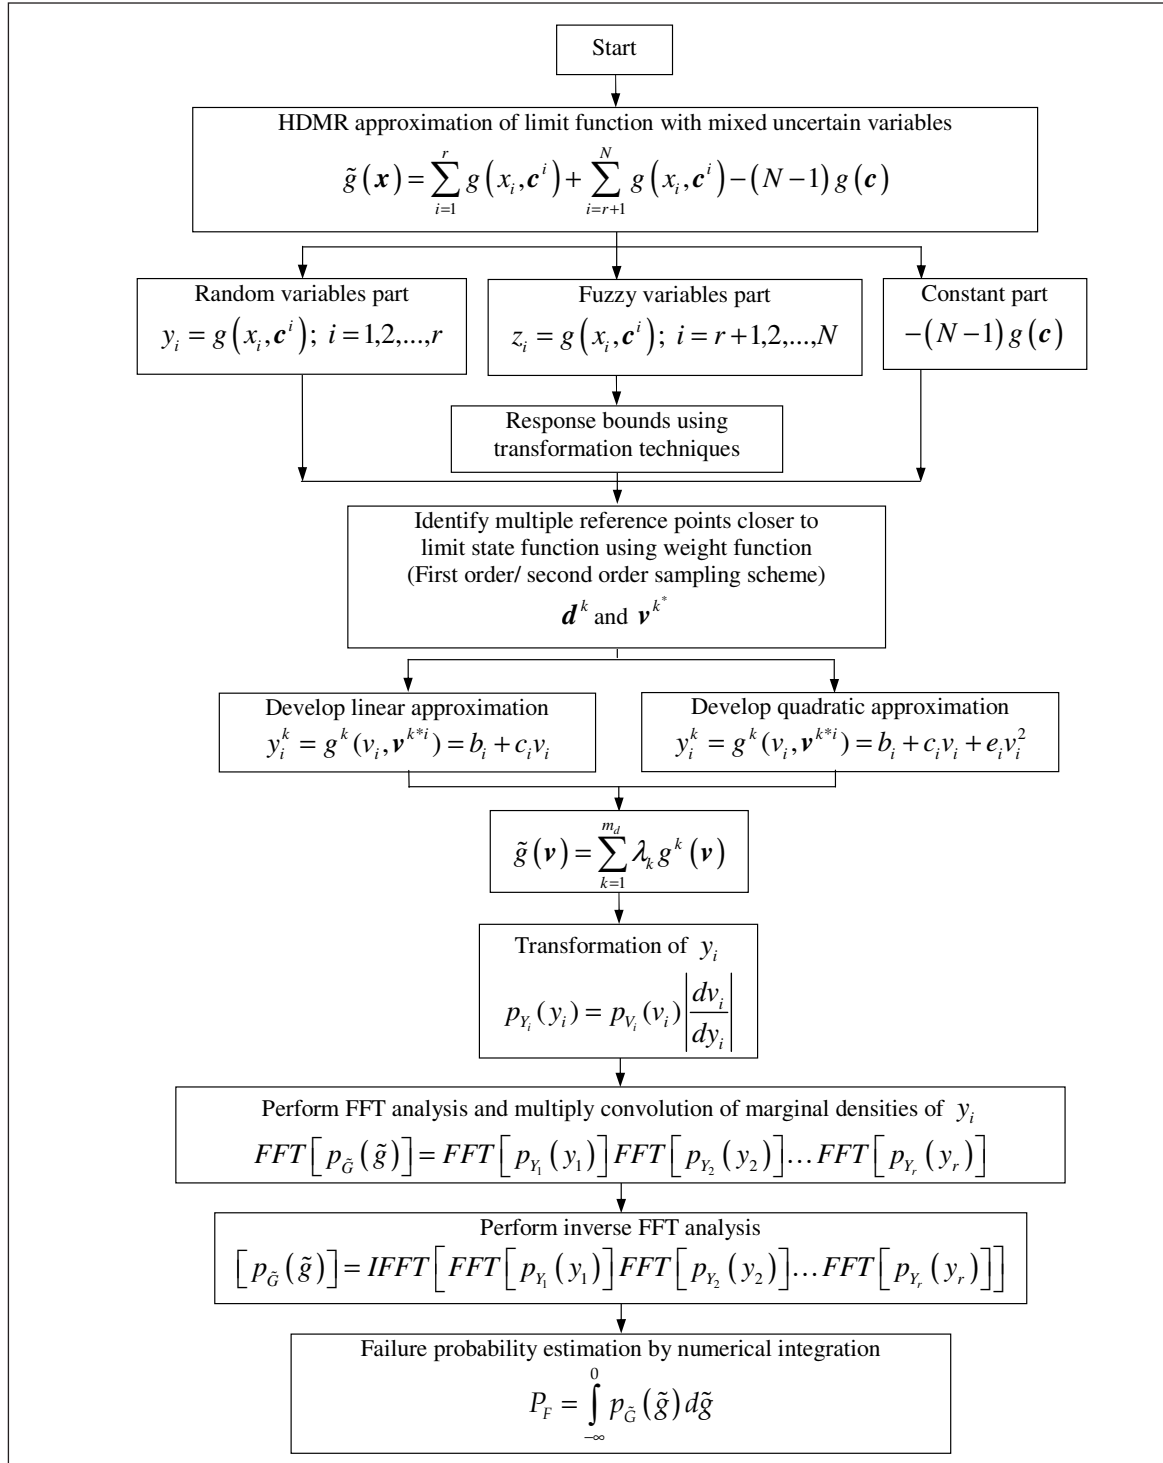 Start
HDMR approximation of limit function with mixed uncertain variables
g̃(x) = ∑_{i=1}^{r} g(x_i, c^i) + ∑_{i=r+1}^{N} g(x_i, c^i) − (N−1) g(c)
Random variables part
y_i = g(x_i, c^i); i = 1,2,...,r
Fuzzy variables part
z_i = g(x_i, c^i); i = r+1,2,...,N
Constant part
−(N−1) g(c)
Response bounds using
transformation techniques
Identify multiple reference points closer to
limit state function using weight function
(First order/ second order sampling scheme)
d^k and v^{k*}
Develop linear approximation
y_i^k = g^k(v_i, v^{k*i}) = b_i + c_i v_i
Develop quadratic approximation
y_i^k = g^k(v_i, v^{k*i}) = b_i + c_i v_i + e_i v_i^2
g̃(v) = ∑_{k=1}^{m_d} λ_k g^k(v)
Transformation of y_i
p_{Y_i}(y_i) = p_{V_i}(v_i) |dv_i/dy_i|
Perform FFT analysis and multiply convolution of marginal densities of y_i
FFT[p_{G̃}(g̃)] = FFT[p_{Y_1}(y_1)] FFT[p_{Y_2}(y_2)]...FFT[p_{Y_r}(y_r)]
Perform inverse FFT analysis
[p_{G̃}(g̃)] = IFFT[FFT[p_{Y_1}(y_1)] FFT[p_{Y_2}(y_2)]...FFT[p_{Y_r}(y_r)]]
Failure probability estimation by numerical integration
P_F = ∫_{−∞}^{0} p_{G̃}(g̃) dg̃